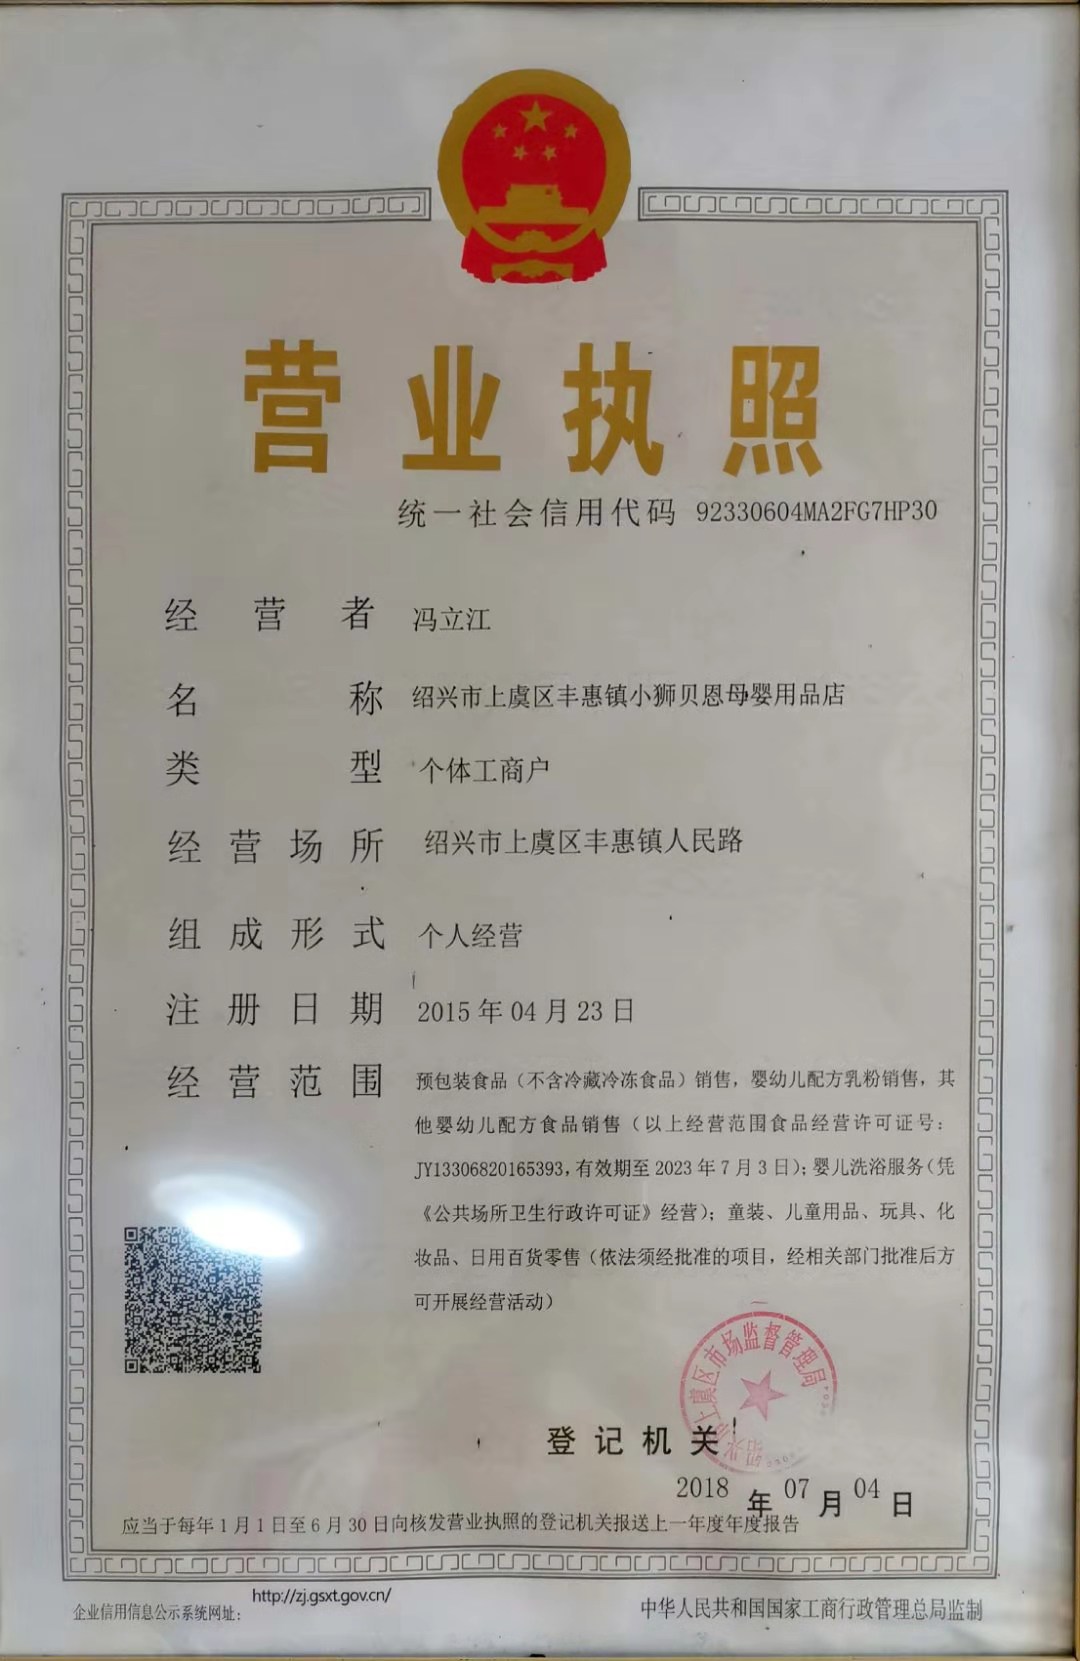 营业执照
统一社会信用代码 92330604MA2FG7HP30
经营者 冯立江
名称 绍兴市上虞区丰惠镇小狮贝恩母婴用品店
类型 个体工商户
经营场所 绍兴市上虞区丰惠镇人民路
组成形式 个人经营
注册日期 2015年04月23日
经营范围 预包装食品（不含冷藏冷冻食品）销售，婴幼儿配方乳粉销售，其
他婴幼儿配方食品销售（以上经营范围食品经营许可证号：
JY13306820165393，有效期至2023年7月3日）；婴儿洗浴服务（凭
《公共场所卫生行政许可证》经营）；童装、儿童用品、玩具、化
妆品、日用百货零售（依法须经批准的项目，经相关部门批准后方
可开展经营活动）
绍兴市上虞区市场监督管理局
登记机关
2018年07月04日
应当于每年1月1日至6月30日向核发营业执照的登记机关报送上一年度年度报告
企业信用信息公示系统网址： http://zj.gsxt.gov.cn/
中华人民共和国国家工商行政管理总局监制